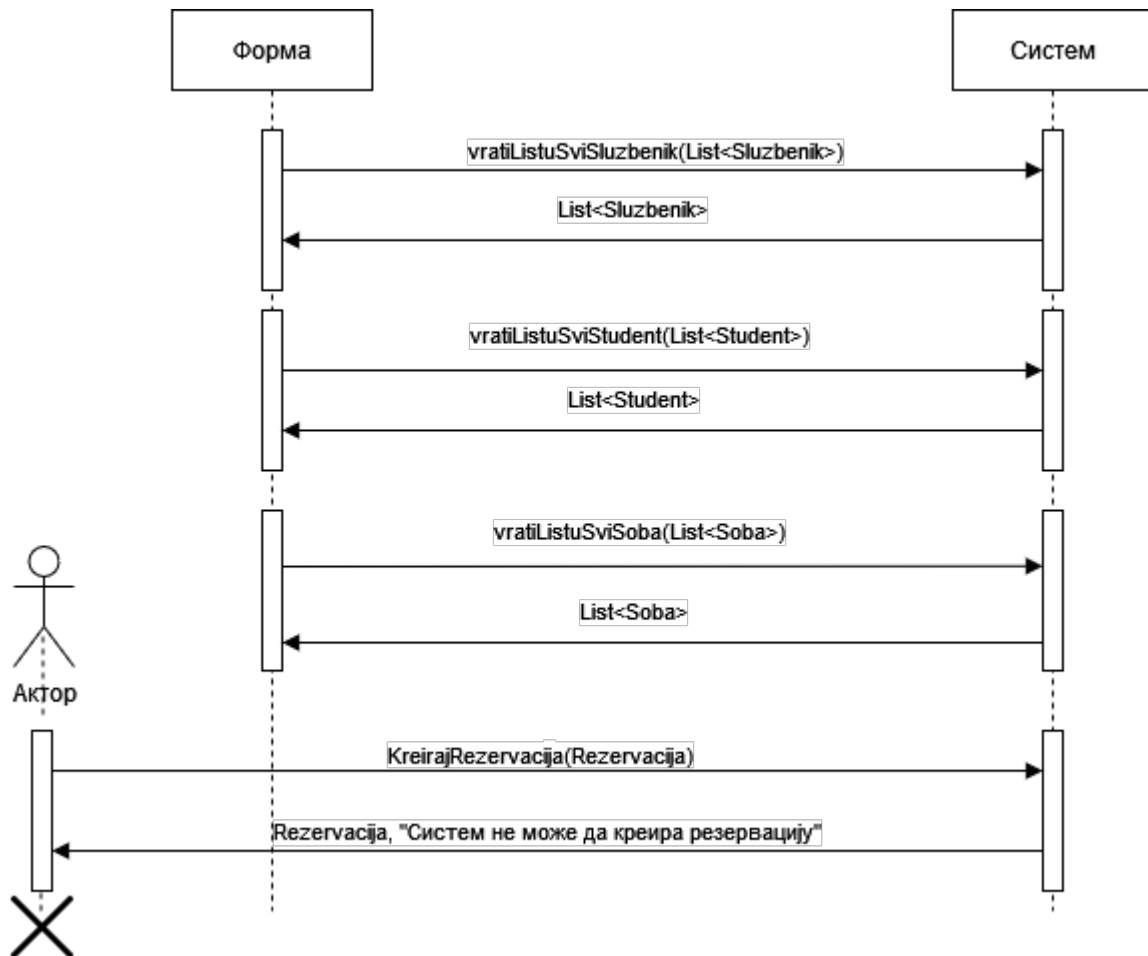 Форма
Систем
vratiListuSviSluzbenik(List<Sluzbenik>)
List<Sluzbenik>
vratiListuSviStudent(List<Student>)
List<Student>
vratiListuSviSoba(List<Soba>)
List<Soba>
Актор
KreirajRezervacija(Rezervacija)
Rezervacija, "Систем не може да креира резервацију"